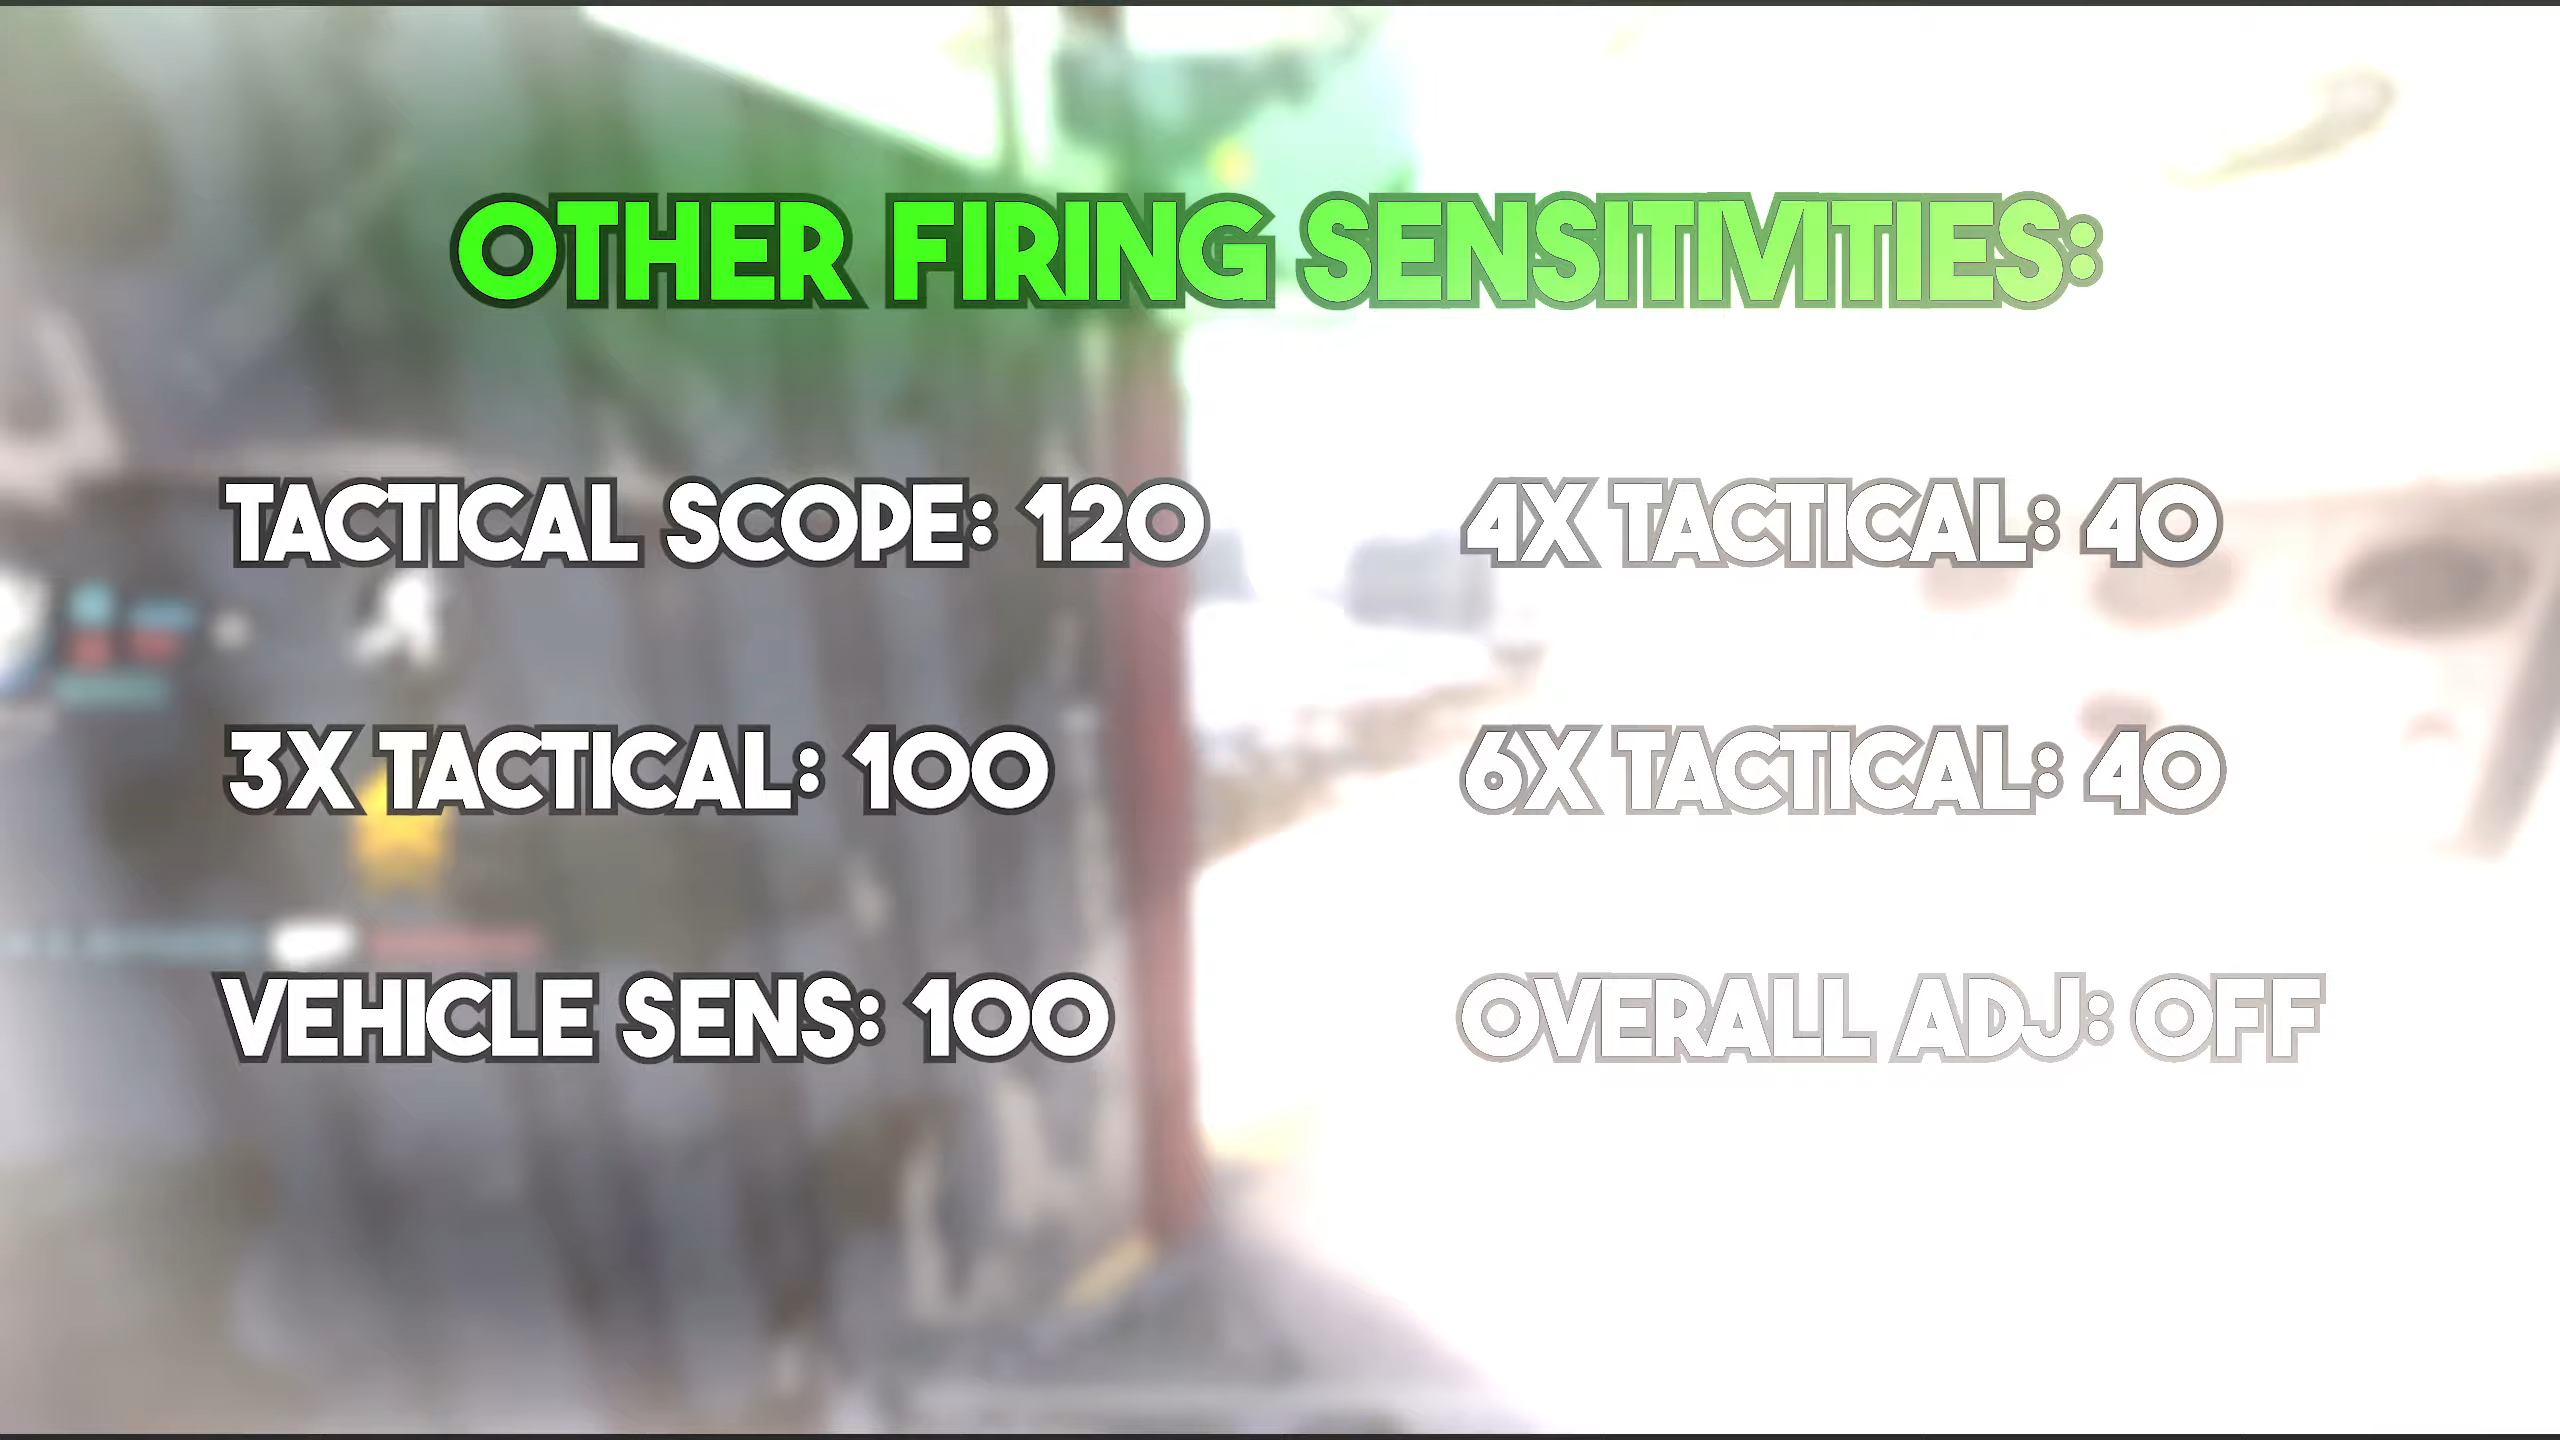 OTHER FIRING SENSITIVITIES:
TACTICAL SCOPE: 120
4X TACTICAL: 40
3X TACTICAL: 100
6X TACTICAL: 40
VEHICLE SENS: 100
OVERALL ADJ: OFF